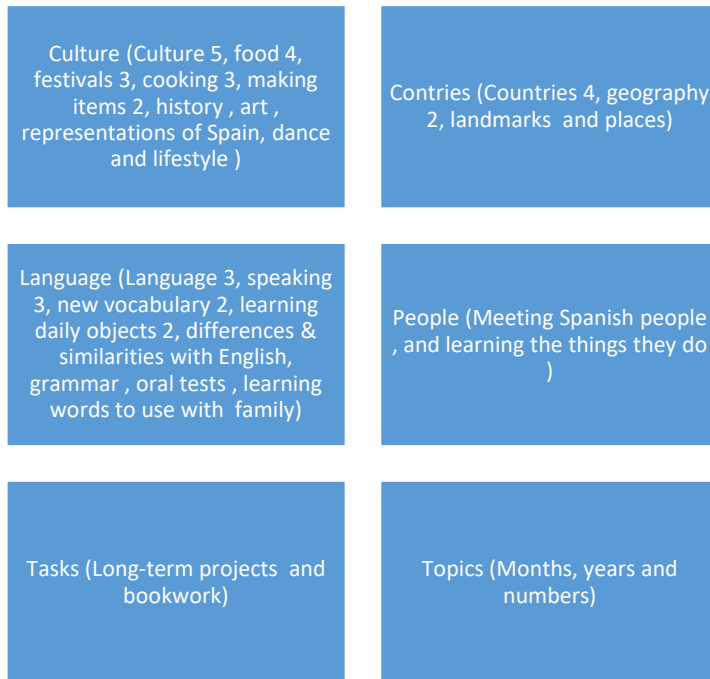 Culture (Culture 5, food 4,
festivals 3, cooking 3, making
items 2, history , art ,
representations of Spain, dance
and lifestyle )
Contries (Countries 4, geography
2, landmarks  and places)
Language (Language 3, speaking
3, new vocabulary 2, learning
daily objects 2, differences &
similarities with English,
grammar , oral tests , learning
words to use with  family)
People (Meeting Spanish people
, and learning the things they do
)
Tasks (Long-term projects  and
bookwork)
Topics (Months, years and
numbers)